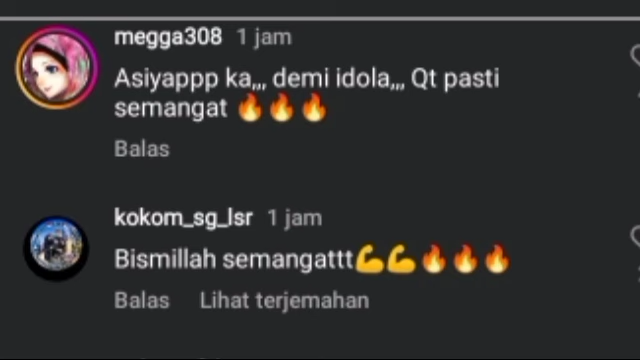 megga308 1 jam
Asiyappp ka,,, demi idola,,, Qt pasti
semangat 🔥🔥🔥
Balas
kokom_sg_lsr 1 jam
Bismillah semangattt💪💪🔥🔥🔥
Balas Lihat terjemahan